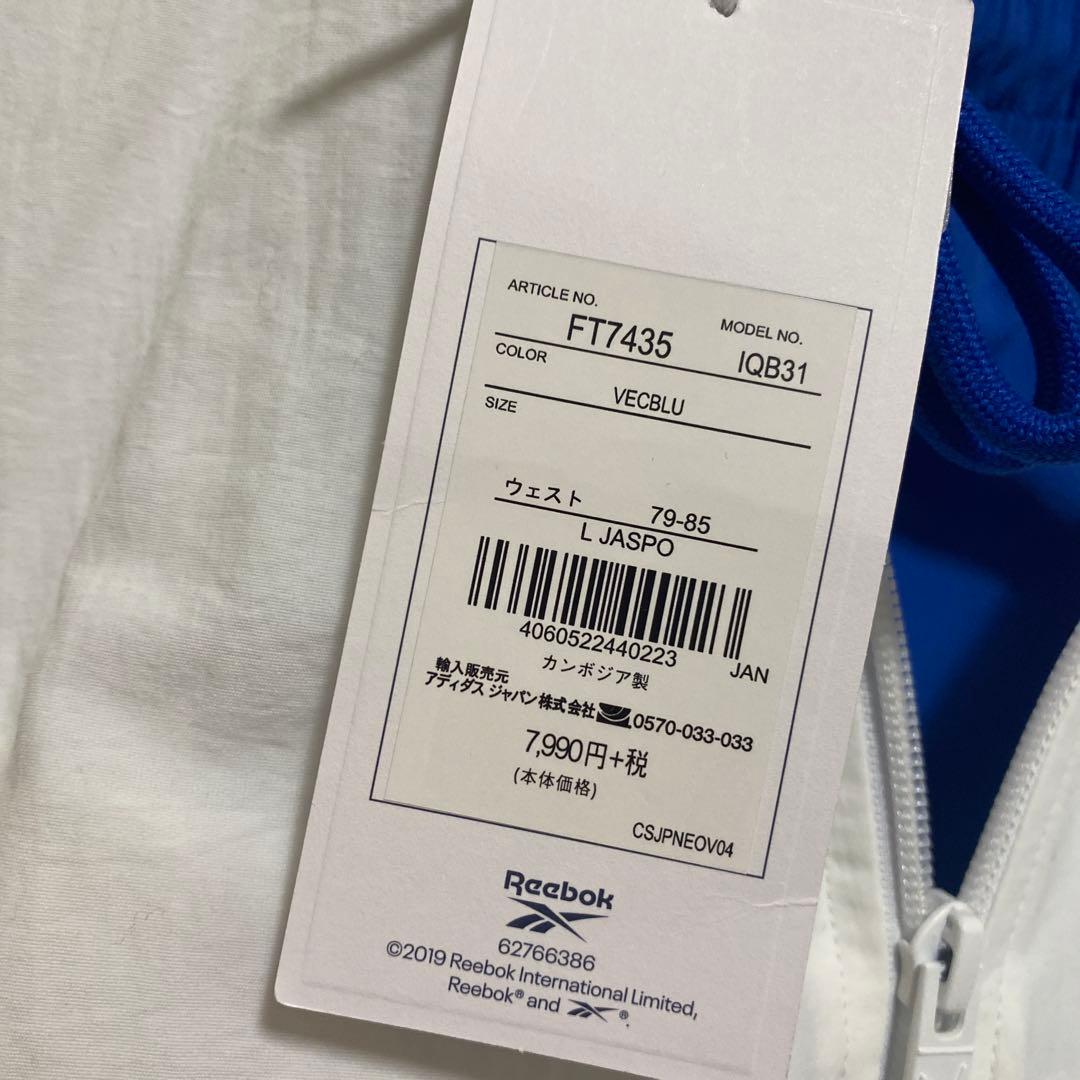 ARTICLE NO.
FT7435
MODEL NO.
IQB31
COLOR
VECBLU
SIZE
ウェスト 79-85
L JASPO
4060522440223
JAN
カンボジア製
輸入販売元
アディダス ジャパン株式会社 0570-033-033
7,990円+税
(本体価格)
CSJPNEOV04
Reebok
62766386
©2019 Reebok International Limited,
Reebok® and ®.